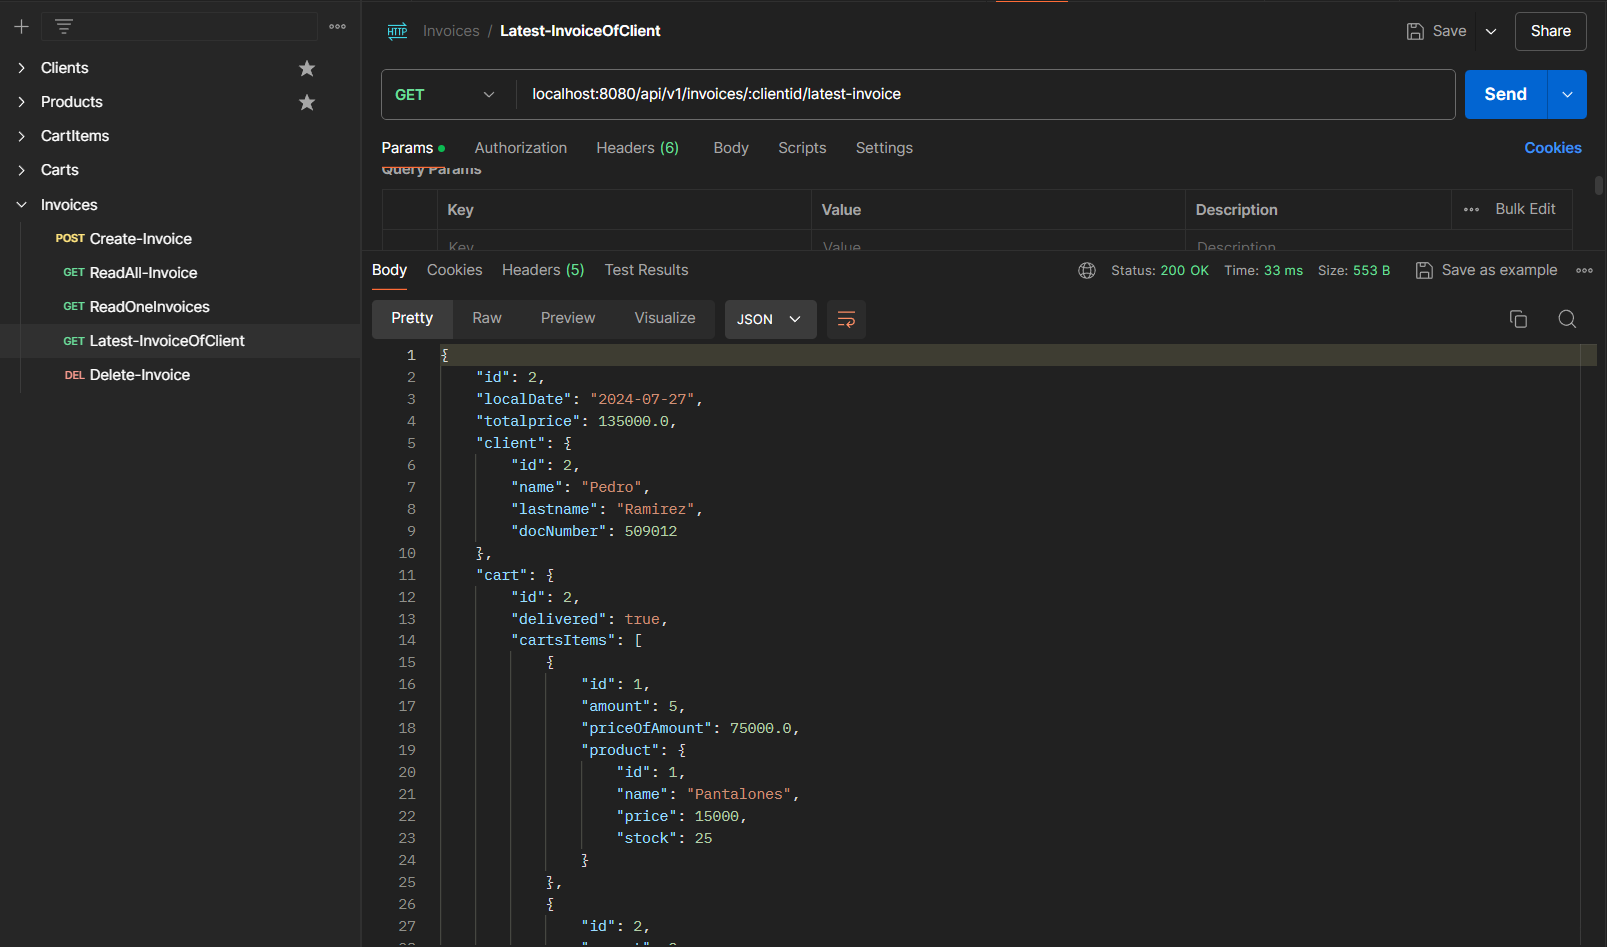 Clients
Products
CartItems
Carts
Invoices
POST Create-Invoice
GET ReadAll-Invoice
GET ReadOneInvoices
GET Latest-InvoiceOfClient
DEL Delete-Invoice
HTTP Invoices / Latest-InvoiceOfClient
Save
Share
GET localhost:8080/api/v1/invoices/:clientid/latest-invoice
Send
Params Authorization Headers (6) Body Scripts Settings
Cookies
Query Params
Key Value Description Bulk Edit
Key Value Description
Body Cookies Headers (5) Test Results
Status: 200 OK Time: 33 ms Size: 553 B Save as example
Pretty Raw Preview Visualize JSON
1 {
2 "id": 2,
3 "localDate": "2024-07-27",
4 "totalprice": 135000.0,
5 "client": {
6 "id": 2,
7 "name": "Pedro",
8 "lastname": "Ramirez",
9 "docNumber": 509012
10 },
11 "cart": {
12 "id": 2,
13 "delivered": true,
14 "cartsItems": [
15 {
16 "id": 1,
17 "amount": 5,
18 "priceOfAmount": 75000.0,
19 "product": {
20 "id": 1,
21 "name": "Pantalones",
22 "price": 15000,
23 "stock": 25
24 }
25 },
26 {
27 "id": 2,